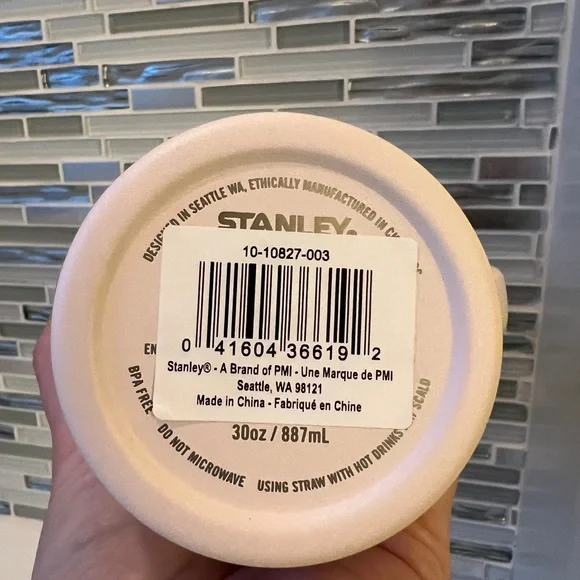 DESIGNED IN SEATTLE WA, ETHICALLY MANUFACTURED IN
STANLEY
10-10827-003
0 41604 36619 2
Stanley® - A Brand of PMI - Une Marque de PMI
Seattle, WA 98121
Made in China - Fabriqué en Chine
30oz / 887mL
BPA FREE
DO NOT MICROWAVE
USING STRAW WITH HOT DRINKS
SCALD